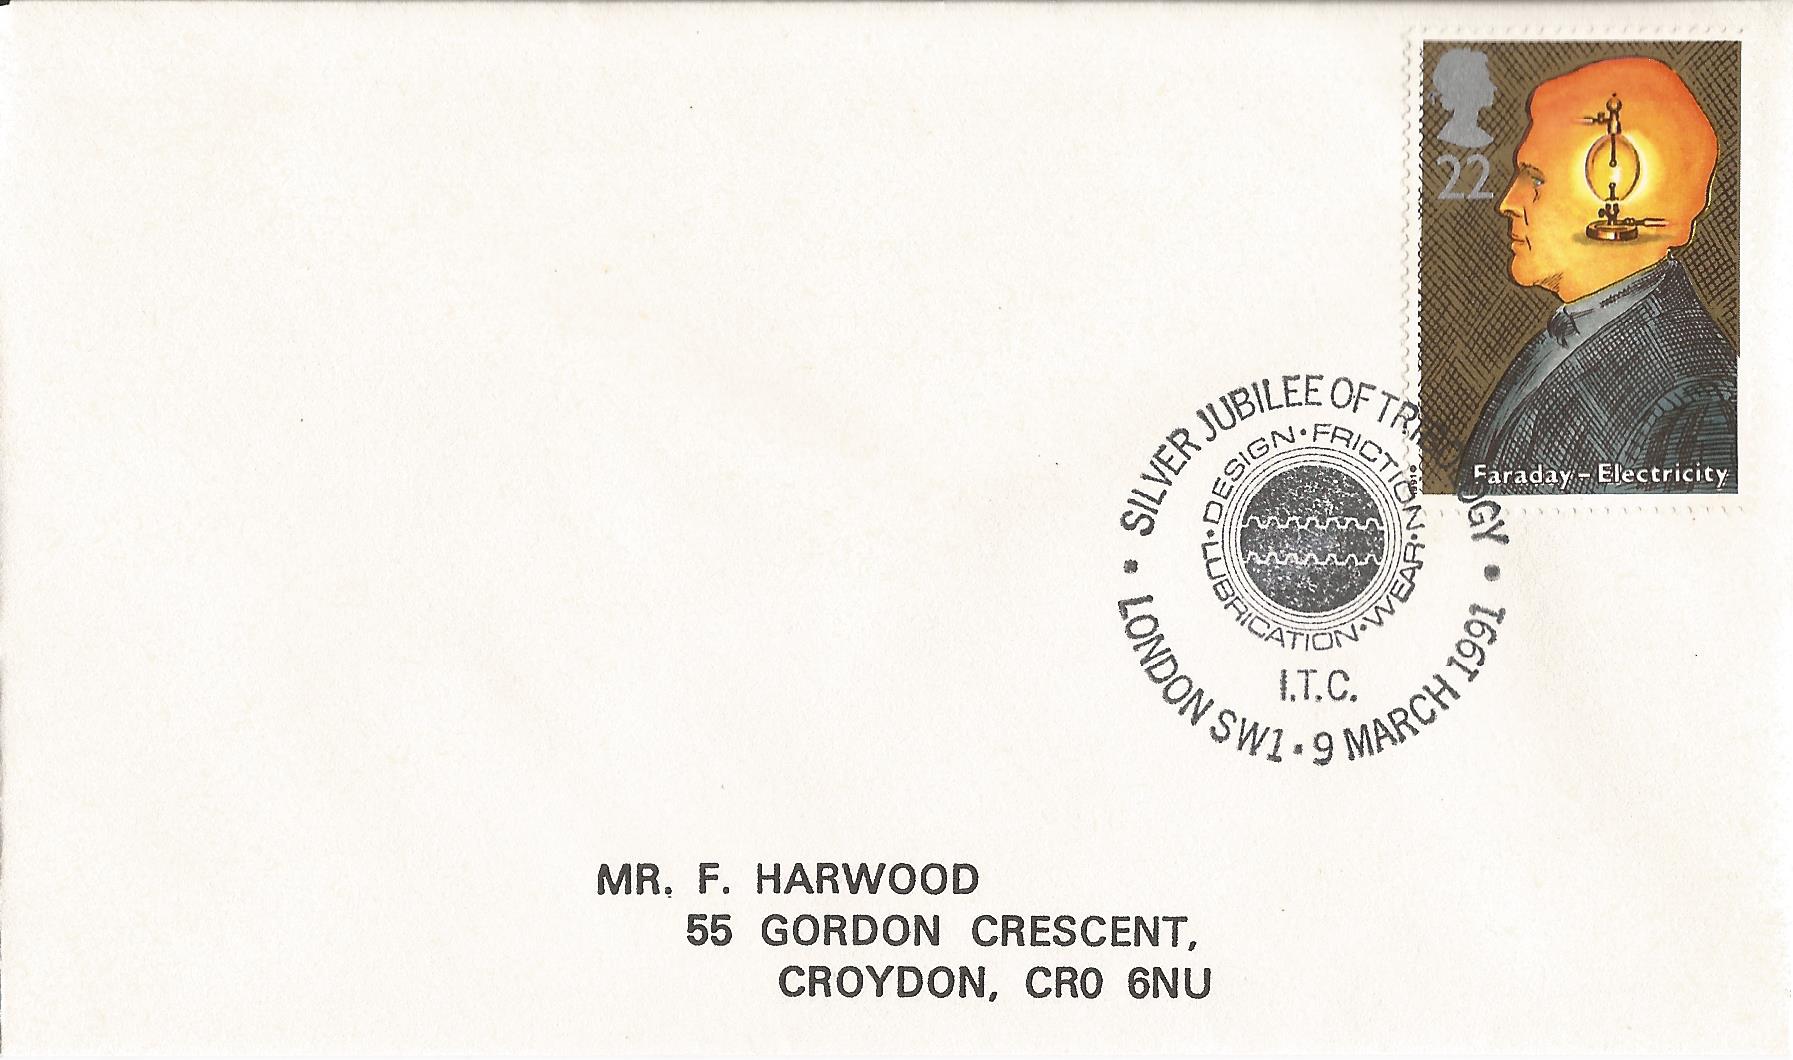 22
Faraday – Electricity
1991
• SILVER JUBILEE OF TRIBOLOGY •
DESIGN • FRICTION • WEAR • LUBRICATION •
I.T.C.
LONDON SW1 • 9 MARCH 1991
MR. F. HARWOOD
55 GORDON CRESCENT,
CROYDON, CR0 6NU